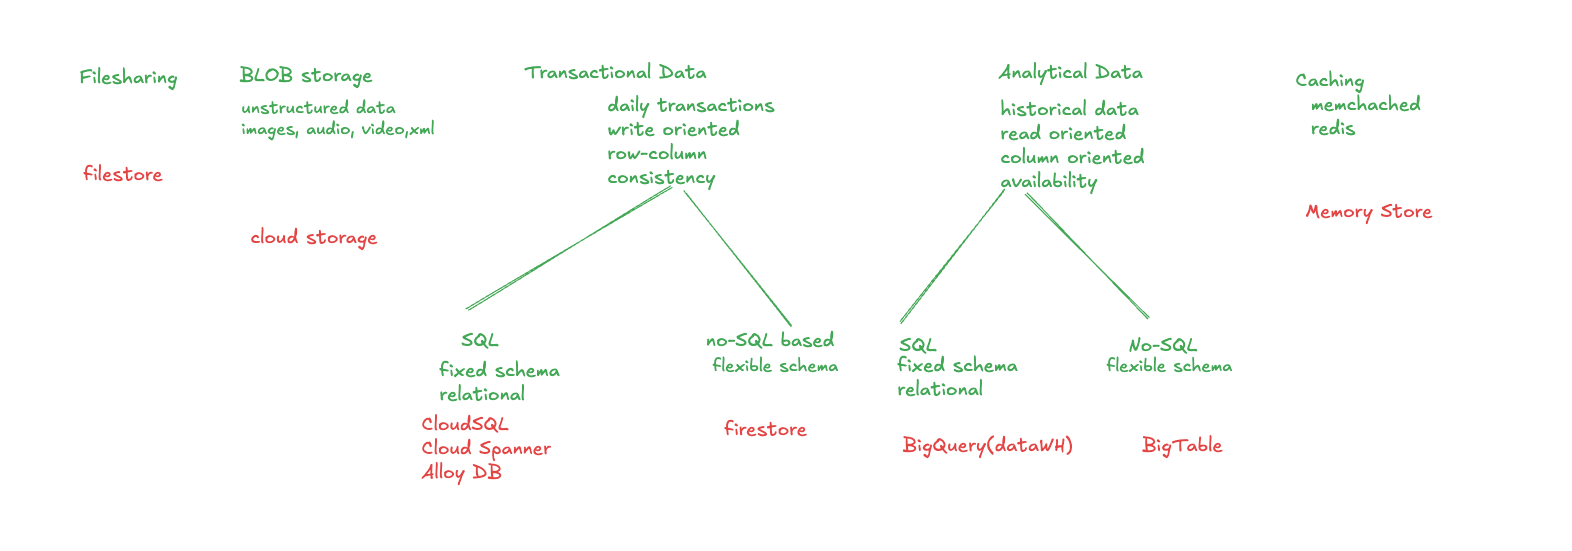 Filesharing
filestore
BLOB storage
unstructured data
images, audio, video,xml
cloud storage
Transactional Data
daily transactions
write oriented
row-column
consistency
SQL
fixed schema
relational
CloudSQL
Cloud Spanner
Alloy DB
no-SQL based
flexible schema
firestore
Analytical Data
historical data
read oriented
column oriented
availability
SQL
fixed schema
relational
BigQuery(dataWH)
No-SQL
flexible schema
BigTable
Caching
memchached
redis
Memory Store